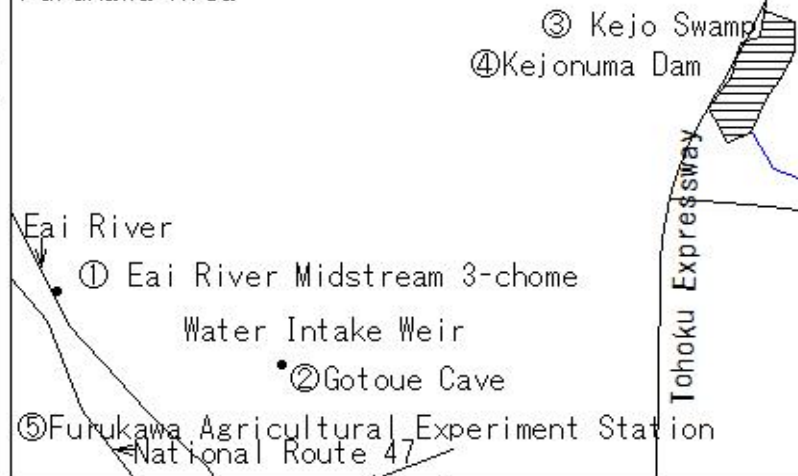 ③ Kejo Swamp
④Kejonuma Dam
Tohoku Expressway
Eai River
① Eai River Midstream 3-chome
Water Intake Weir
②Gotoue Cave
⑤Furukawa Agricultural Experiment Station
National Route 47